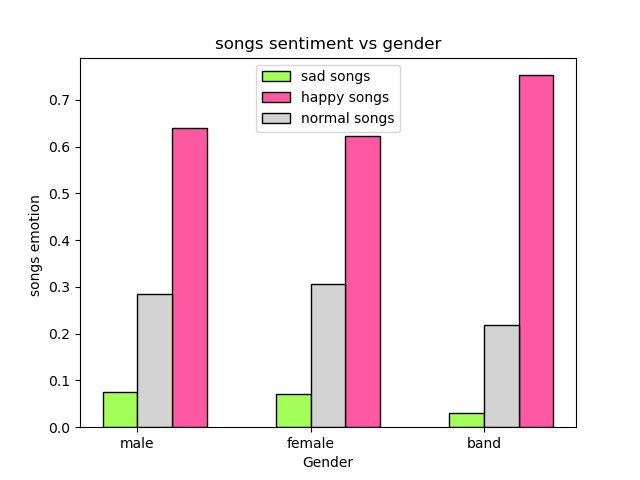 songs sentiment vs gender
sad songs
happy songs
normal songs
songs emotion
0.7
0.6
0.5
0.4
0.3
0.2
0.1
0.0
male
female
band
Gender